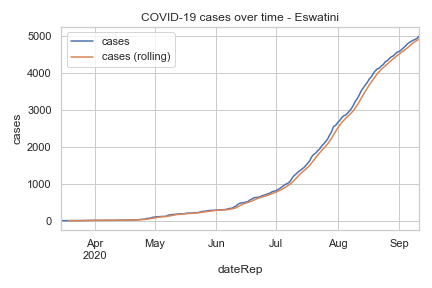 COVID-19 cases over time - Eswatini
cases
cases (rolling)
5000
4000
3000
2000
1000
0
cases
Apr
2020
May
Jun
Jul
Aug
Sep
dateRep